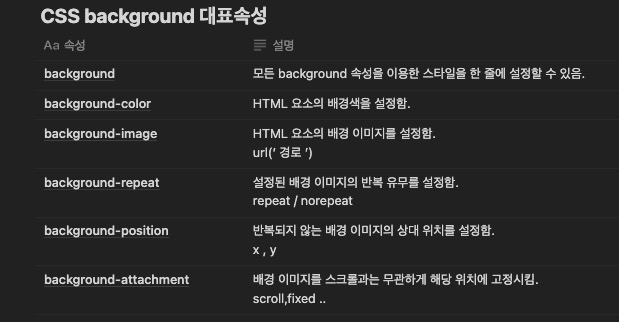 CSS background 대표속성
Aa 속성 설명
background 모든 background 속성을 이용한 스타일을 한 줄에 설정할 수 있음.
background-color HTML 요소의 배경색을 설정함.
background-image HTML 요소의 배경 이미지를 설정함.
url(‘ 경로 ’)
background-repeat 설정된 배경 이미지의 반복 유무를 설정함.
repeat / norepeat
background-position 반복되지 않는 배경 이미지의 상대 위치를 설정함.
x , y
background-attachment 배경 이미지를 스크롤과는 무관하게 해당 위치에 고정시킴.
scroll,fixed ..